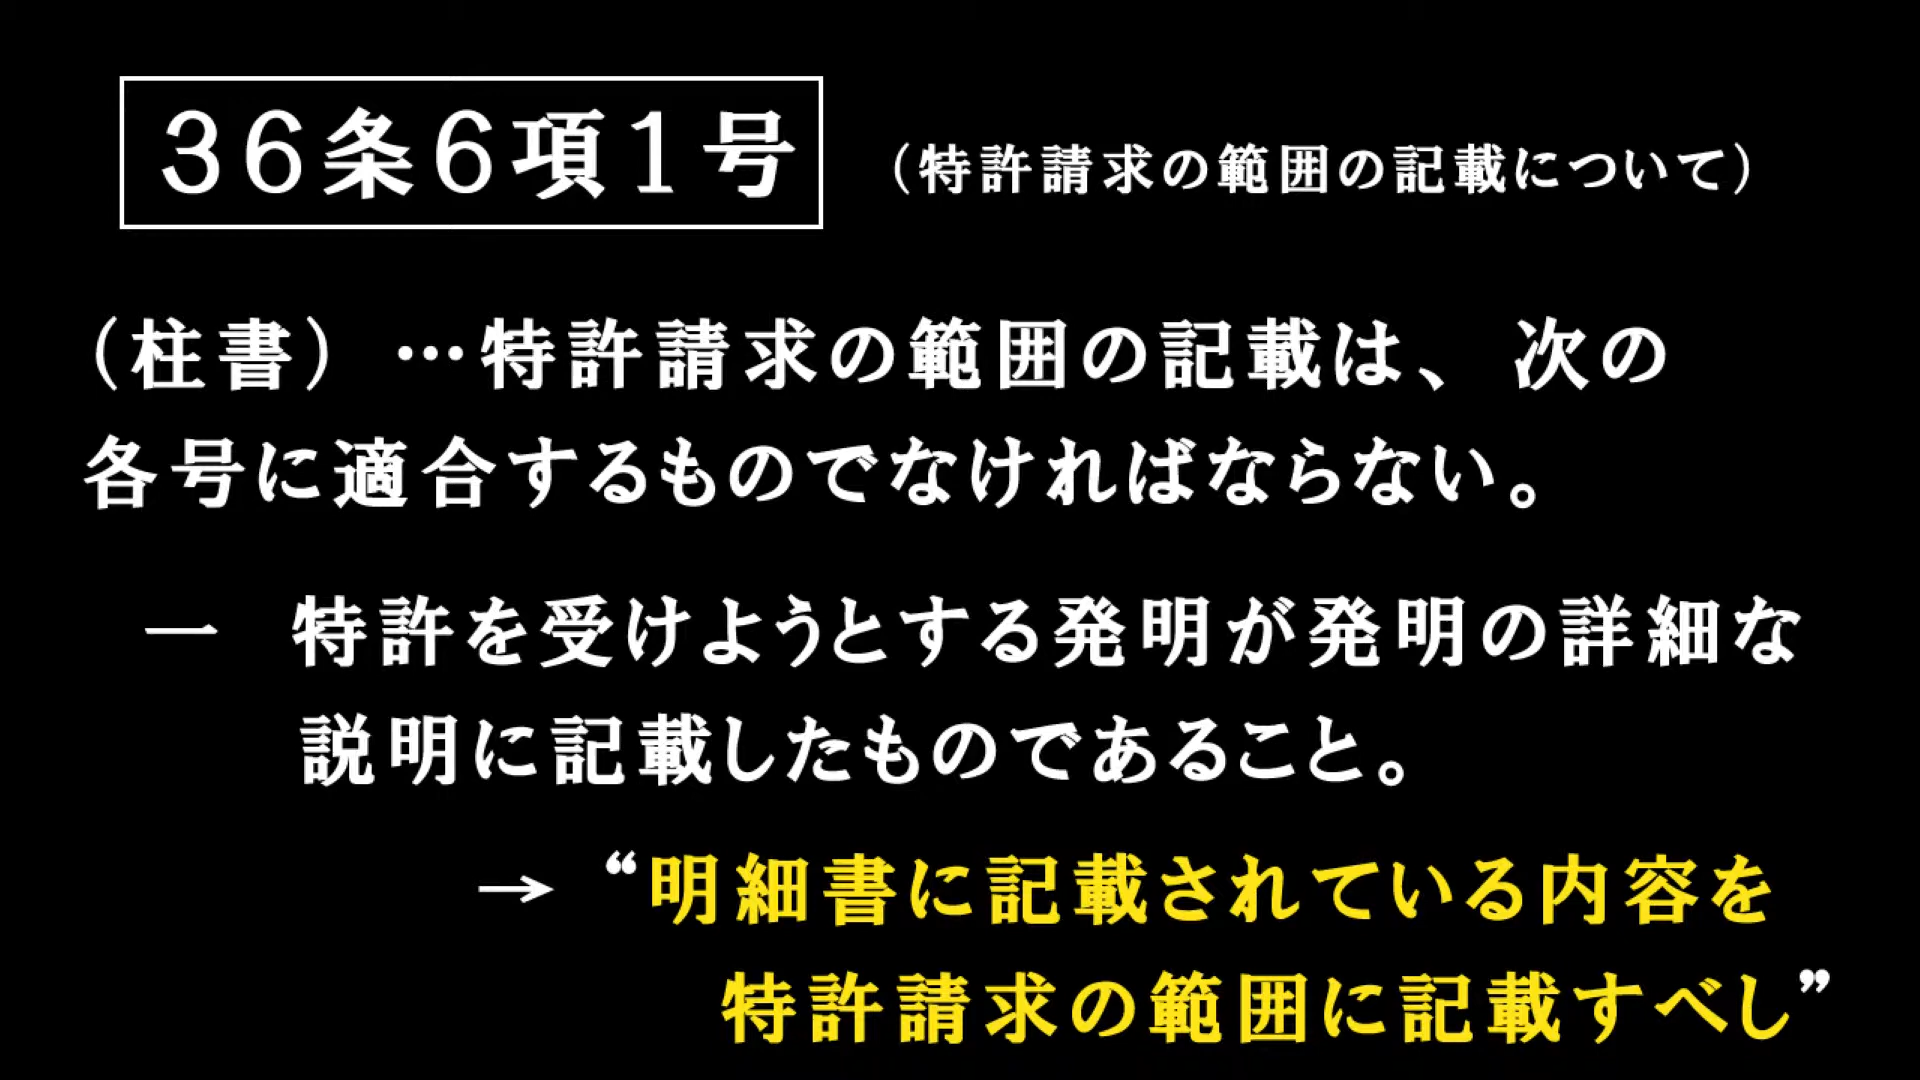 36条6項1号 （特許請求の範囲の記載について）
（柱書）…特許請求の範囲の記載は、次の
各号に適合するものでなければならない。
一　特許を受けようとする発明が発明の詳細な
説明に記載したものであること。
→“明細書に記載されている内容を
特許請求の範囲に記載すべし”